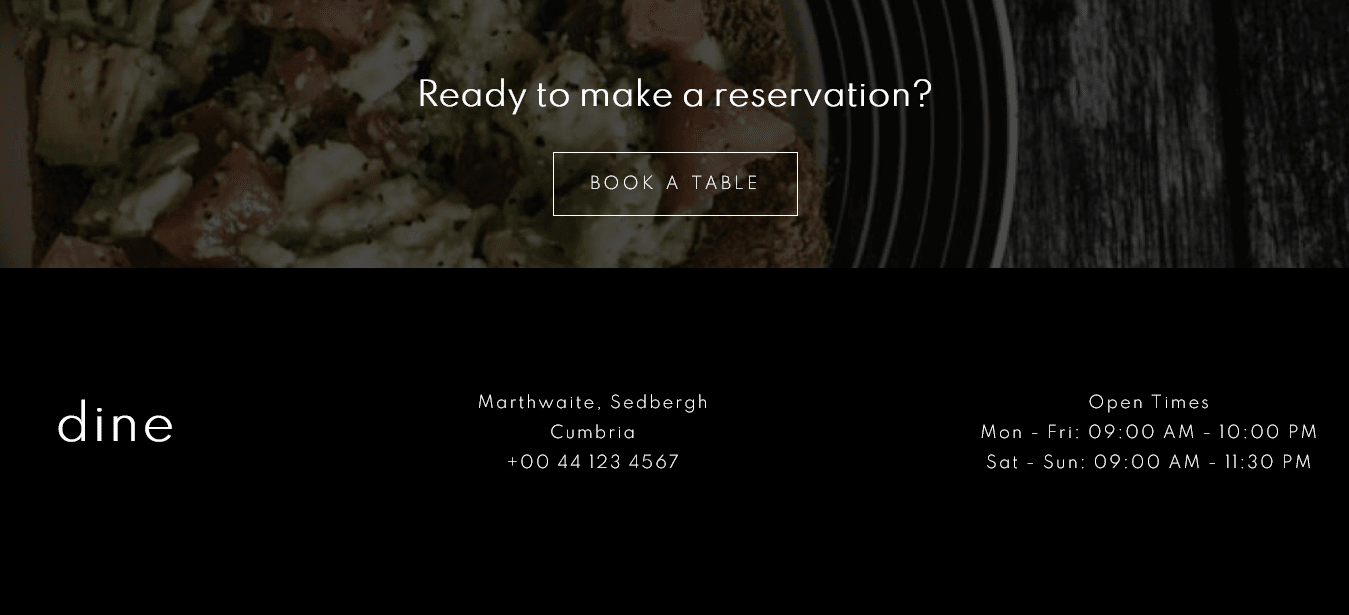 Ready to make a reservation?
BOOK A TABLE
dine
Marthwaite, Sedbergh
Cumbria
+00 44 123 4567
Open Times
Mon - Fri: 09:00 AM - 10:00 PM
Sat - Sun: 09:00 AM - 11:30 PM